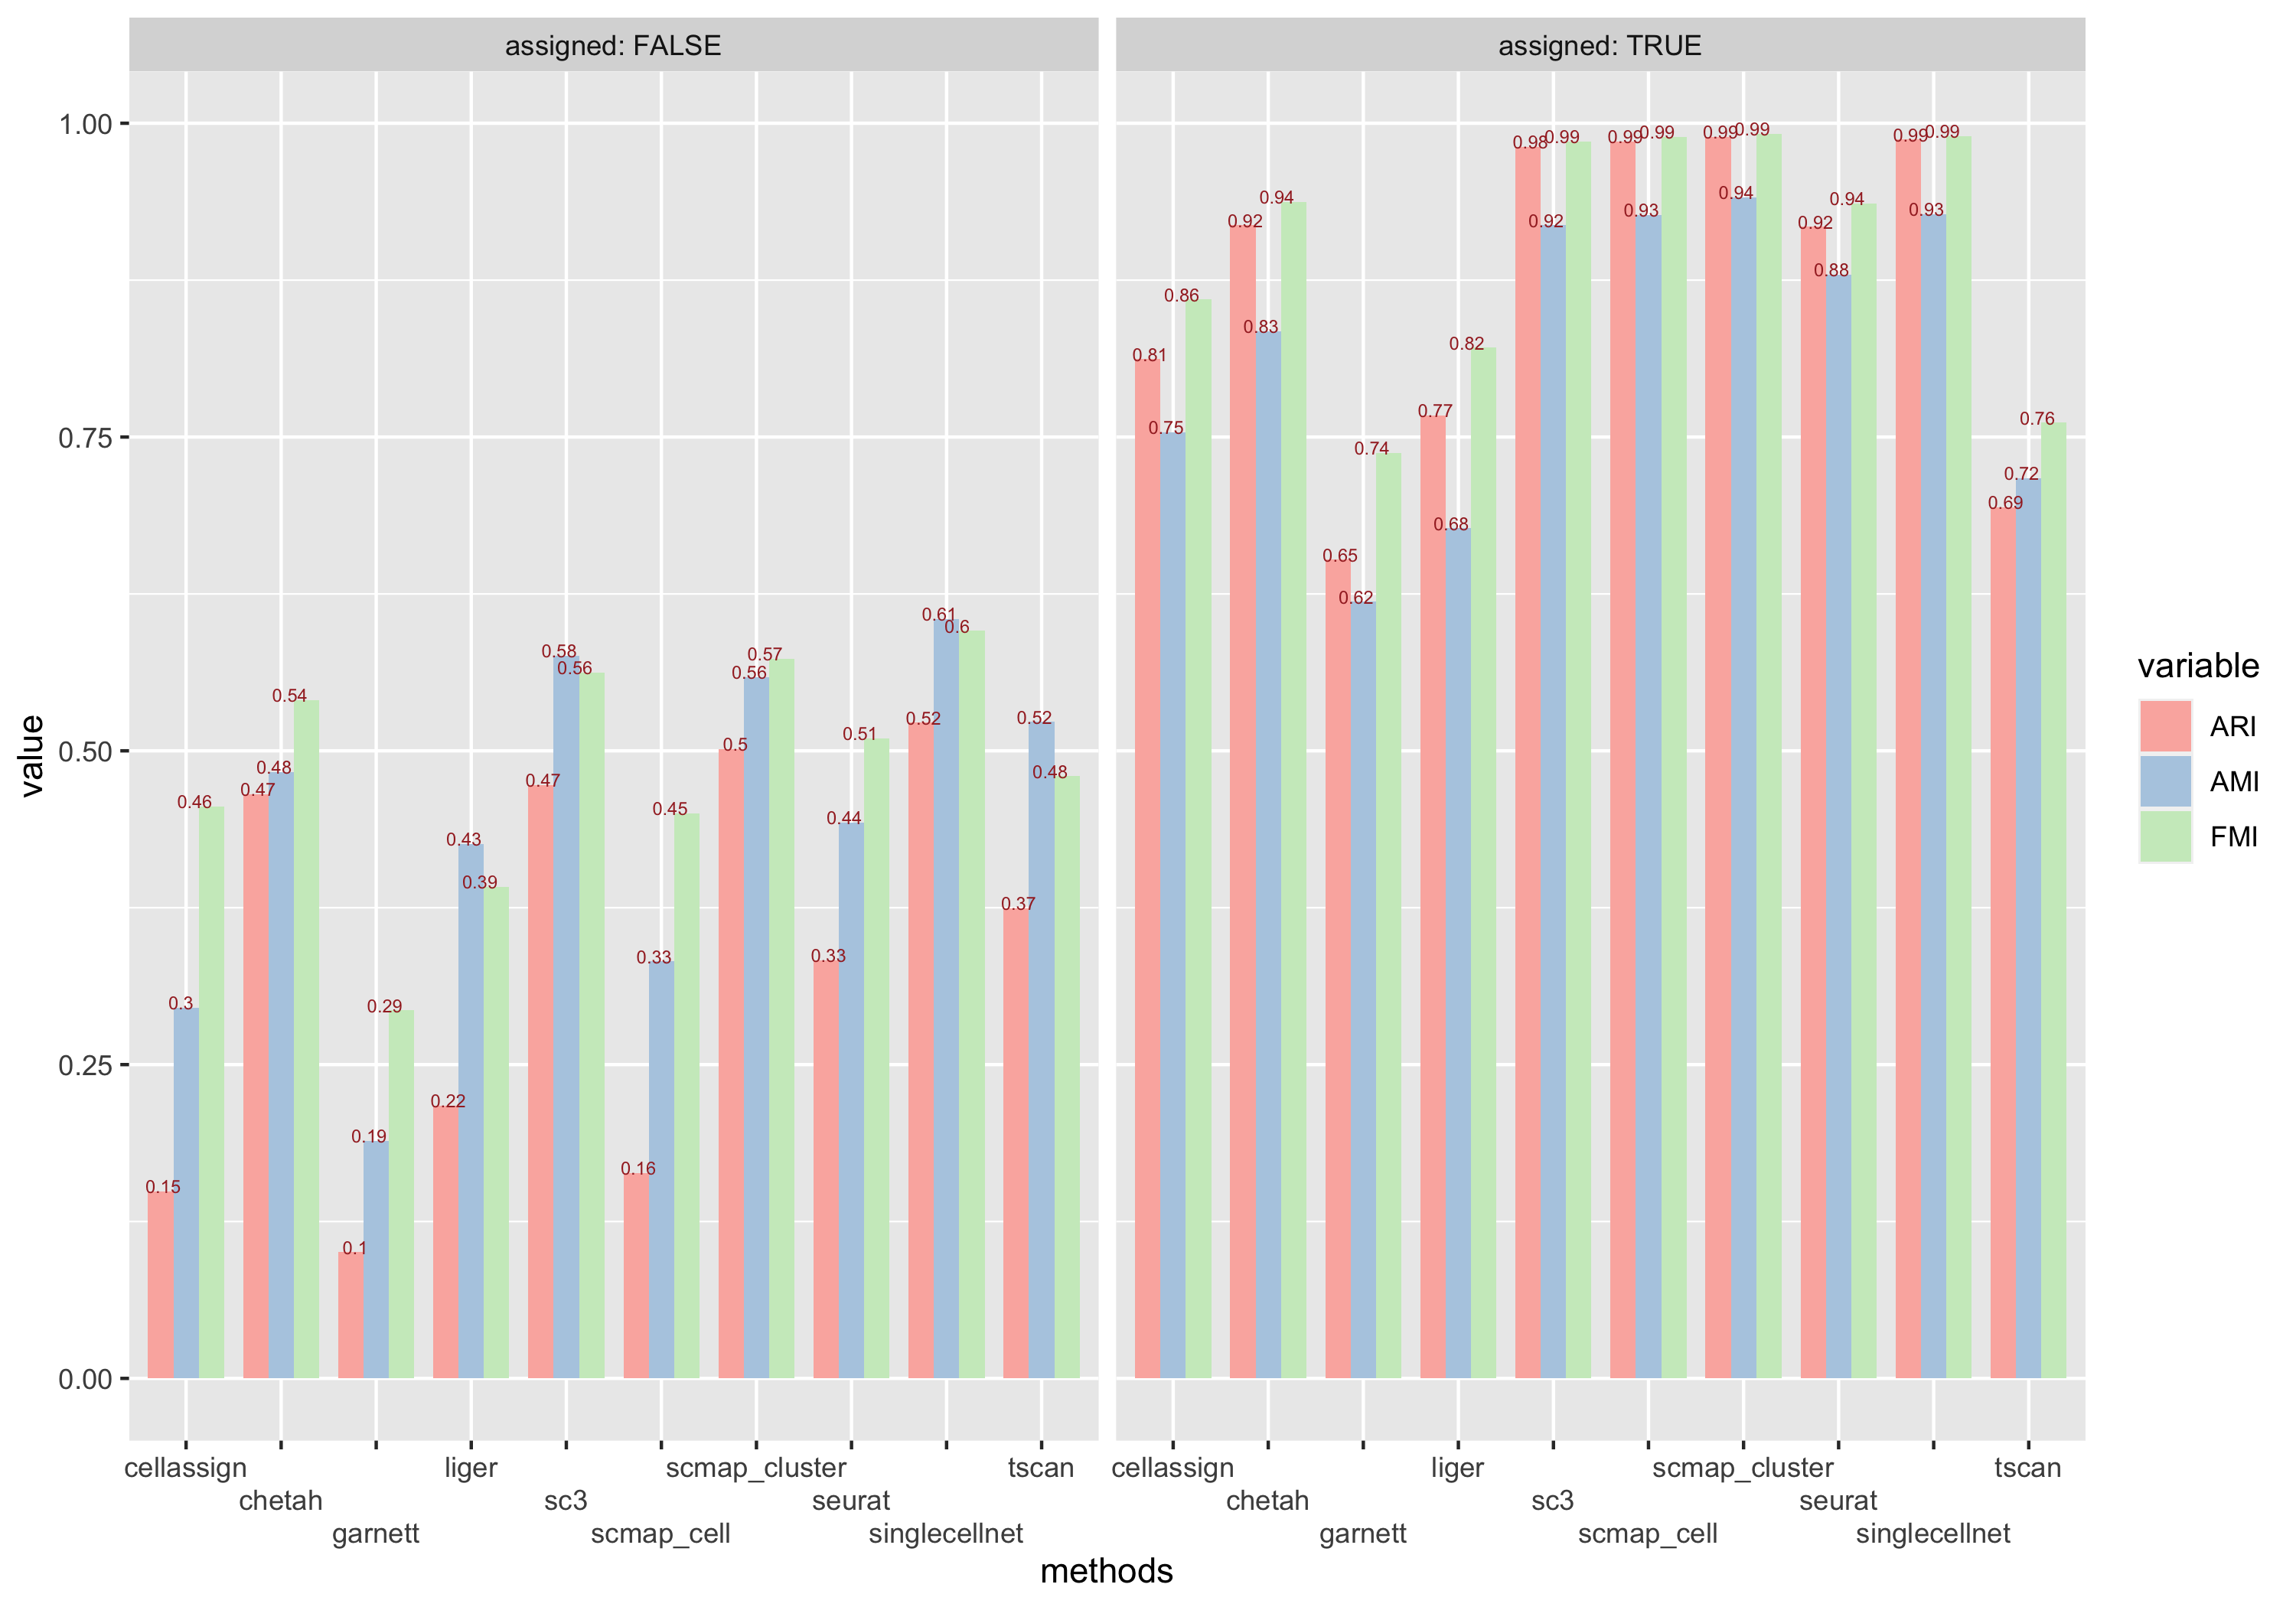 assigned: FALSE
assigned: TRUE
value
1.00
0.75
0.50
0.25
0.00
0.15
0.3
0.46
0.47
0.48
0.54
0.1
0.19
0.29
0.22
0.43
0.39
0.47
0.58
0.56
0.16
0.33
0.45
0.5
0.56
0.57
0.33
0.44
0.51
0.52
0.61
0.6
0.37
0.52
0.48
0.81
0.75
0.86
0.92
0.83
0.94
0.65
0.62
0.74
0.77
0.68
0.82
0.98
0.92
0.99
0.99
0.93
0.99
0.99
0.94
0.99
0.92
0.88
0.94
0.99
0.93
0.99
0.69
0.72
0.76
cellassign
chetah
garnett
liger
sc3
scmap_cell
scmap_cluster
seurat
singlecellnet
tscan
cellassign
chetah
garnett
liger
sc3
scmap_cell
scmap_cluster
seurat
singlecellnet
tscan
methods
variable
ARI
AMI
FMI